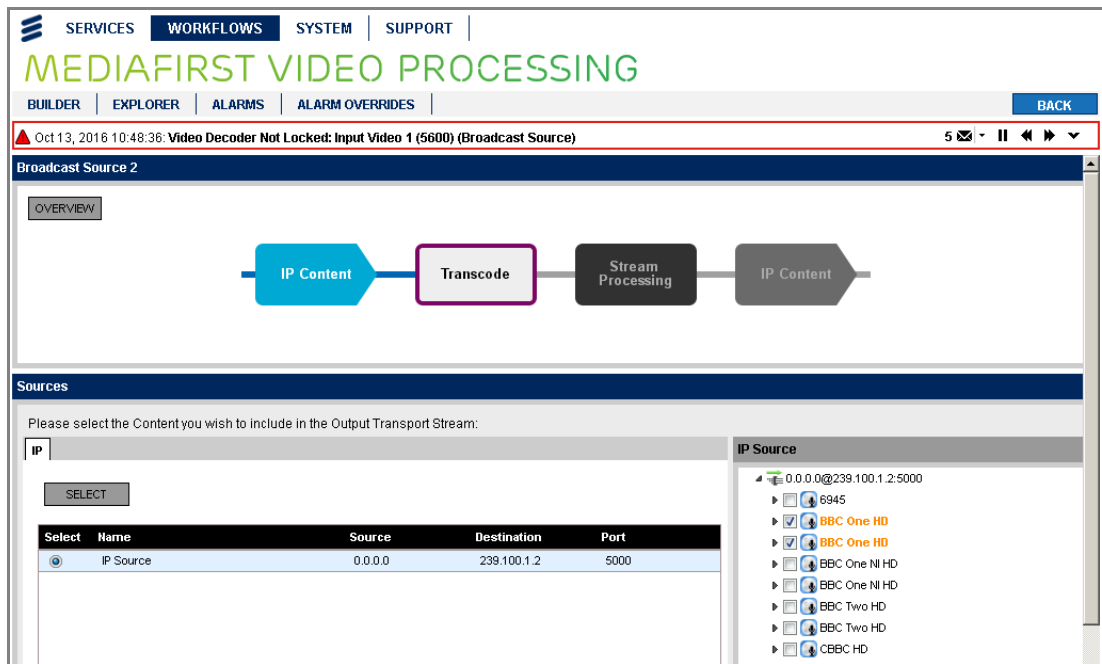 SERVICES WORKFLOWS SYSTEM SUPPORT
MEDIAFIRST VIDEO PROCESSING
BUILDER EXPLORER ALARMS ALARM OVERRIDES BACK
Oct 13, 2016 10:48:36: Video Decoder Not Locked: Input Video 1 (5600) (Broadcast Source) 5
Broadcast Source 2
OVERVIEW
IP Content
Transcode
Stream
Processing
IP Content
Sources
Please select the Content you wish to include in the Output Transport Stream:
IP
SELECT
Select Name Source Destination Port
IP Source 0.0.0.0 239.100.1.2 5000
IP Source
0.0.0.0@239.100.1.2:5000
6945
BBC One HD
BBC One HD
BBC One NI HD
BBC One NI HD
BBC Two HD
BBC Two HD
CBBC HD